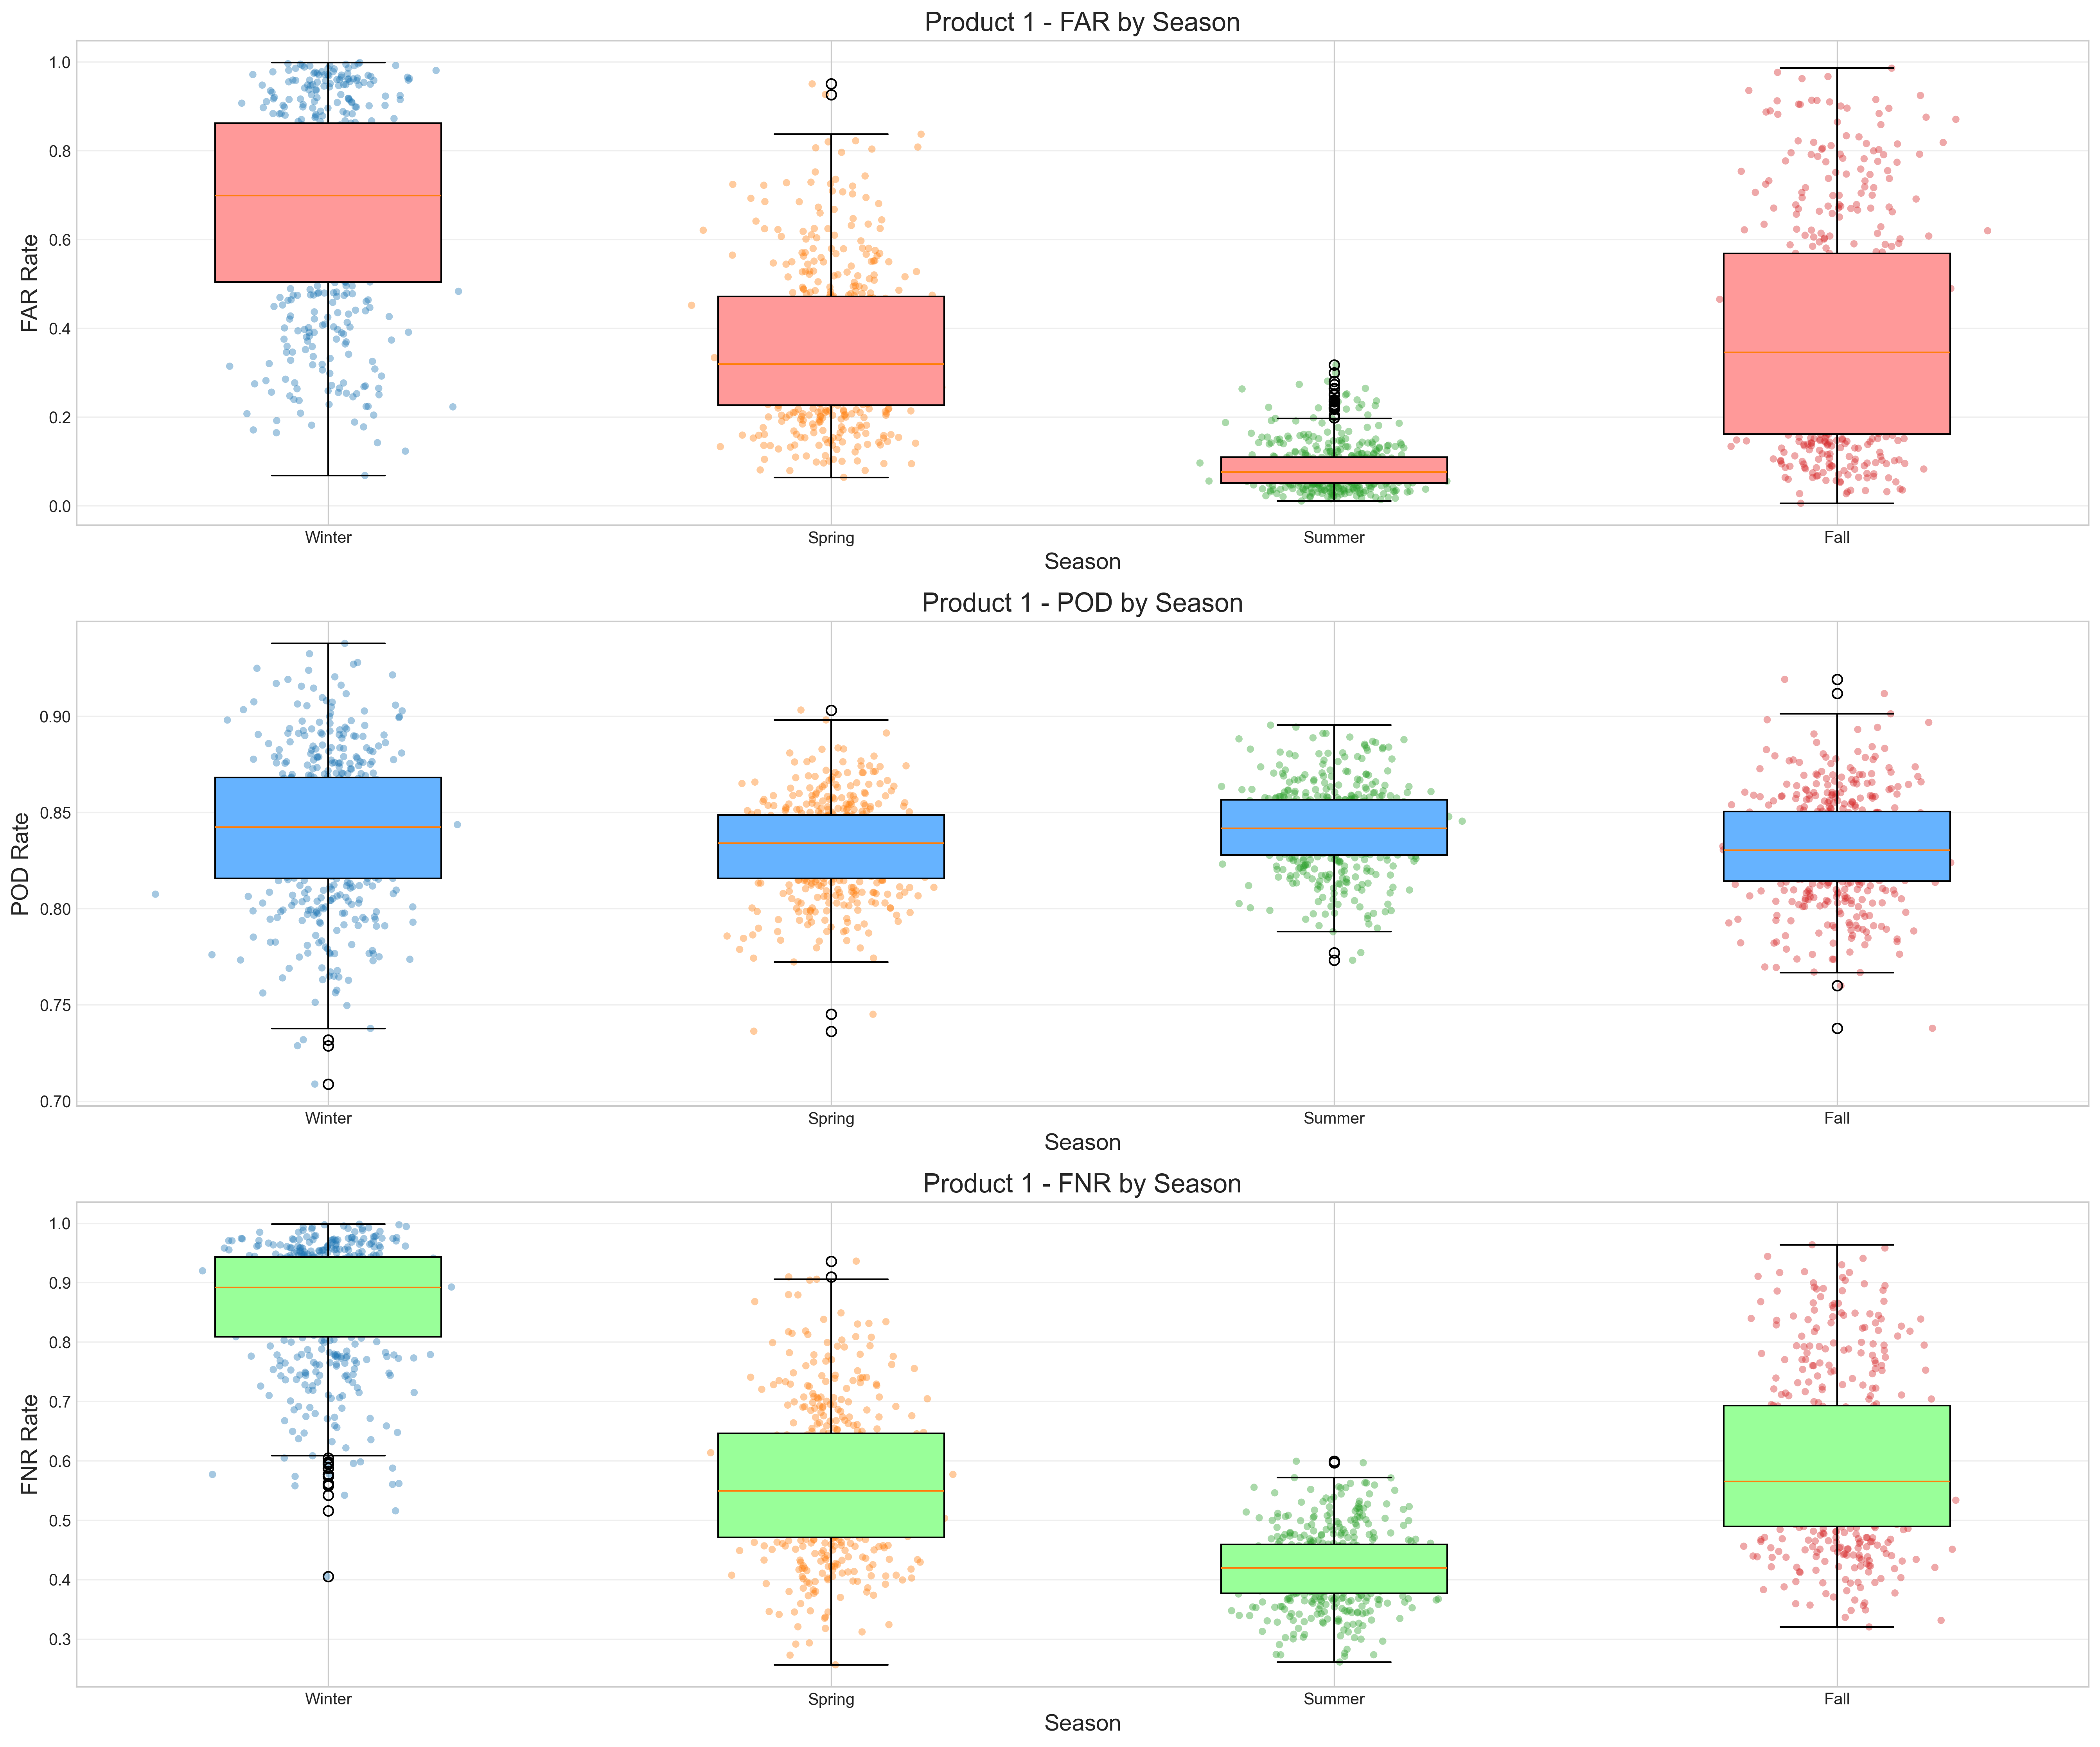 Product 1 - FAR by Season
FAR Rate
1.0
0.8
0.6
0.4
0.2
0.0
Winter Spring Summer Fall
Season
Product 1 - POD by Season
POD Rate
0.90
0.85
0.80
0.75
0.70
Winter Spring Summer Fall
Season
Product 1 - FNR by Season
FNR Rate
1.0
0.9
0.8
0.7
0.6
0.5
0.4
0.3
Winter Spring Summer Fall
Season